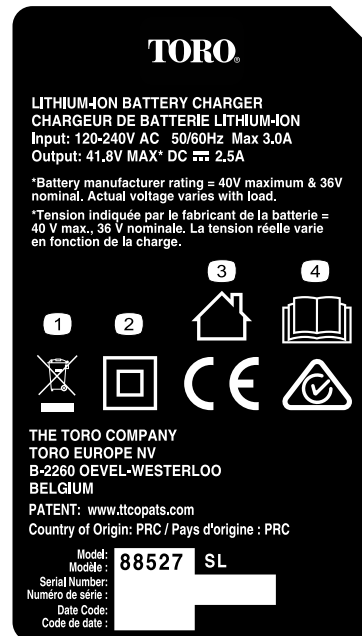 TORO®
LITHIUM-ION BATTERY CHARGER
CHARGEUR DE BATTERIE LITHIUM-ION
Input: 120-240V AC 50/60Hz Max 3.0A
Output: 41.8V MAX* DC ⎓ 2.5A
*Battery manufacturer rating = 40V maximum & 36V
nominal. Actual voltage varies with load.
*Tension indiquée par le fabricant de la batterie =
40 V max., 36 V nominale. La tension réelle varie
en fonction de la charge.
3 4
1 2
CE
THE TORO COMPANY
TORO EUROPE NV
B-2260 OEVEL-WESTERLOO
BELGIUM
PATENT: www.ttcopats.com
Country of Origin: PRC / Pays d'origine : PRC
Model:
Modèle : 88527 SL
Serial Number:
Numéro de série :
Date Code:
Code de date :